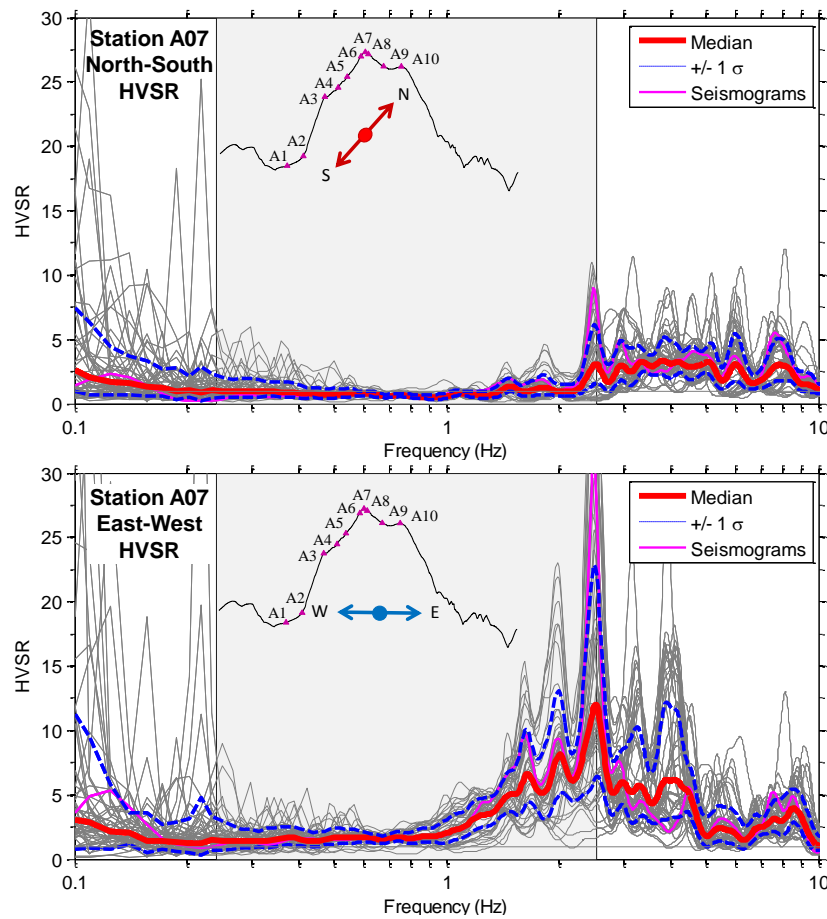 Station A07
North-South
HVSR
A7
A6 A8
A5 A9
A4 A10
A3
N
A2
A1
S
Median
+/- 1 σ
Seismograms
30
25
20
15
10
5
0
HVSR
0.1 0.2 1 2 10
Frequency (Hz)
Station A07
East-West
HVSR
A7
A6 A8
A5 A9
A4 A10
A3
A2
A1 W E
Median
+/- 1 σ
Seismograms
30
25
20
15
10
5
0
HVSR
0.1 1 10
Frequency (Hz)